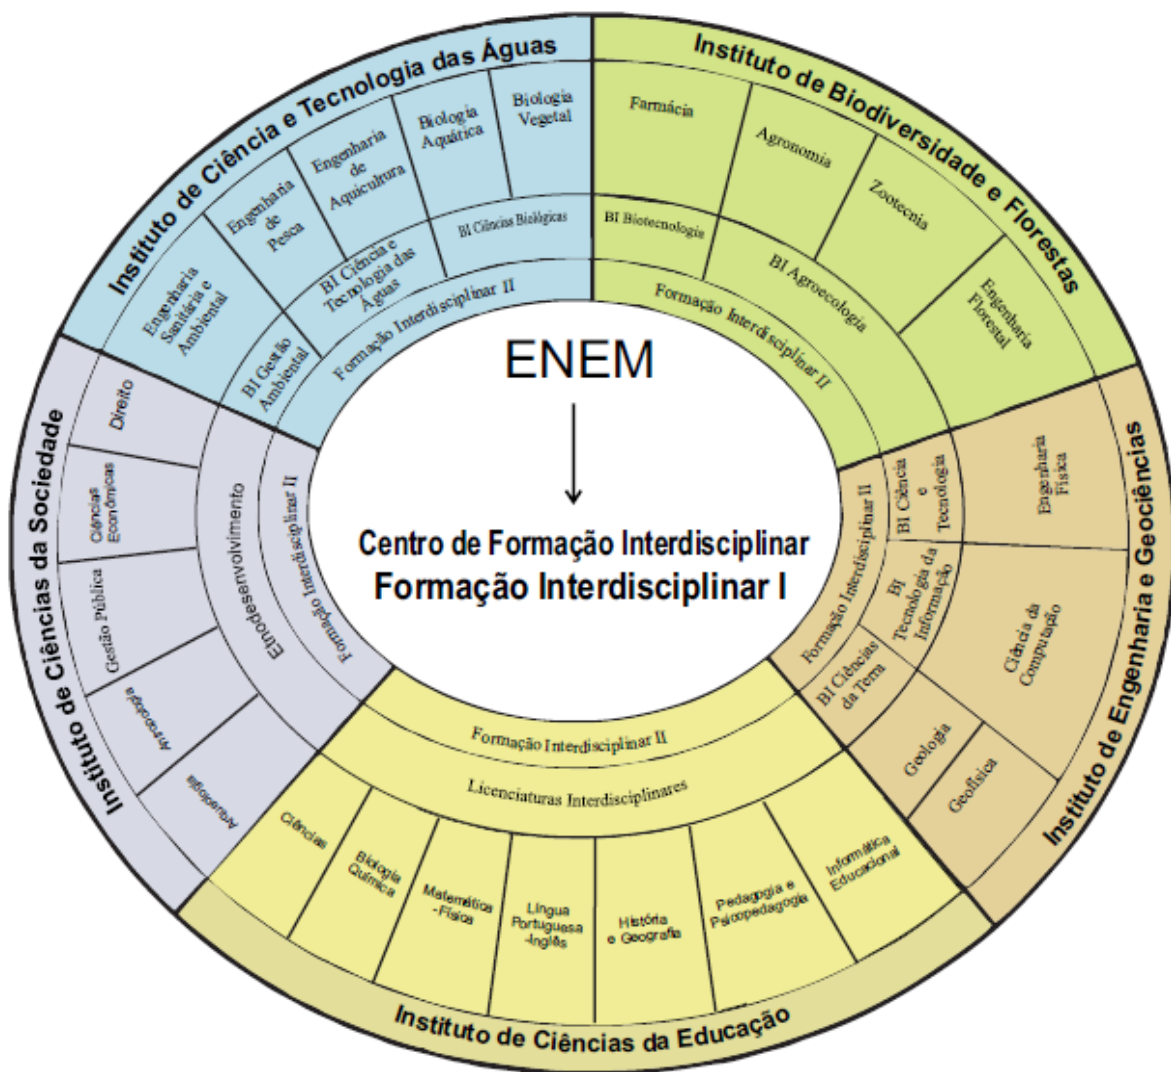 ENEM
Centro de Formação Interdisciplinar
Formação Interdisciplinar I
Instituto de Ciência e Tecnologia das Águas
Engenharia
Sanitária e
Ambiental
Engenharia
de
Pesca
Engenharia
de
Aquicultura
Biologia
Aquática
Biologia
Vegetal
BI Gestão
Ambiental
BI Ciência e
Tecnologia das
Águas
BI Ciências Biológicas
Formação Interdisciplinar II
Instituto de Biodiversidade e Florestas
Farmácia
Agronomia
Zootecnia
Engenharia
Florestal
BI Biotecnologia
BI Agroecologia
Formação Interdisciplinar II
Instituto de Engenharia e Geociências
Engenharia
Física
Ciência da
Computação
Geologia
Geofísica
BI Ciência
e
Tecnologia
BI
Tecnologia da
Informação
BI Ciências
da Terra
Formação Interdisciplinar II
Instituto de Ciências da Educação
Formação Interdisciplinar II
Licenciaturas Interdisciplinares
Ciências
Biologia
Química
Matemática
-Física
Língua
Portuguesa
-Inglês
História
e Geografia
Pedagogia e
Psicopedagogia
Informática
Educacional
Instituto de Ciências da Sociedade
Direito
Ciências
Econômicas
Gestão Pública
Antropologia
Arqueologia
Etnodesenvolvimento
Formação Interdisciplinar II